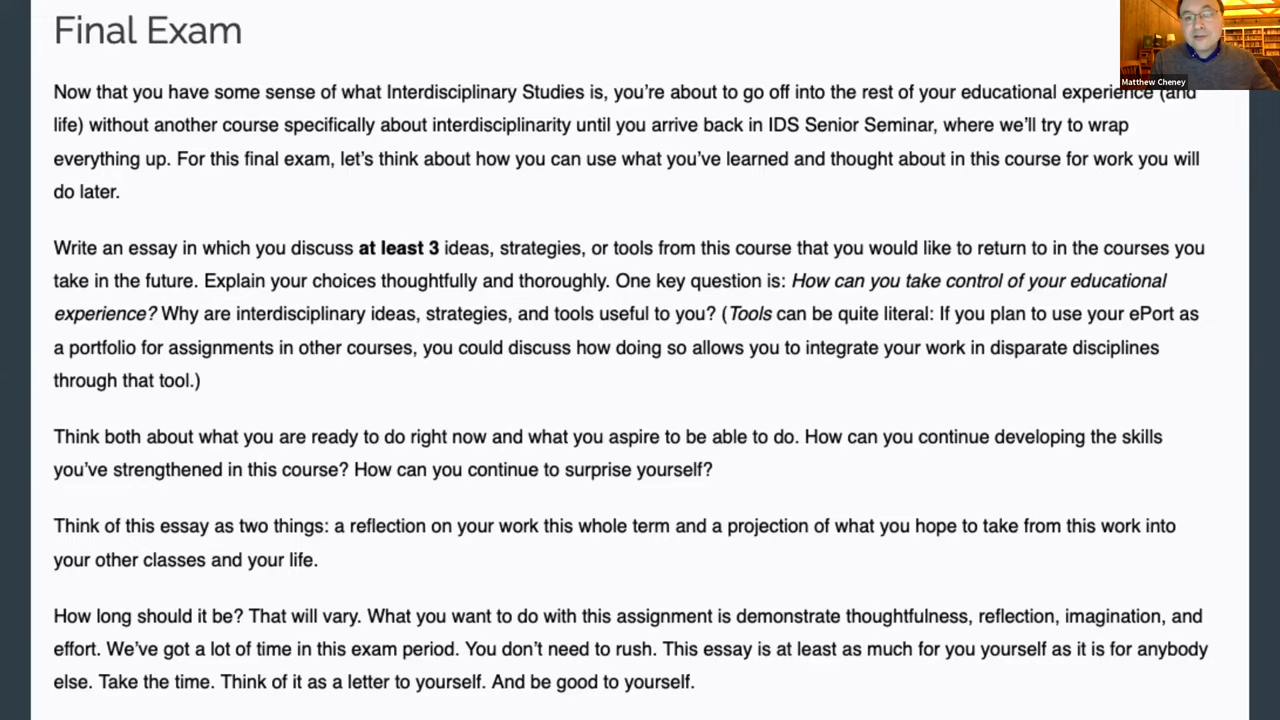 Final Exam
Matthew Cheney
Now that you have some sense of what Interdisciplinary Studies is, you're about to go off into the rest of your educational experience (and
life) without another course specifically about interdisciplinarity until you arrive back in IDS Senior Seminar, where we'll try to wrap
everything up. For this final exam, let's think about how you can use what you've learned and thought about in this course for work you will
do later.
Write an essay in which you discuss at least 3 ideas, strategies, or tools from this course that you would like to return to in the courses you
take in the future. Explain your choices thoughtfully and thoroughly. One key question is: How can you take control of your educational
experience? Why are interdisciplinary ideas, strategies, and tools useful to you? (Tools can be quite literal: If you plan to use your ePort as
a portfolio for assignments in other courses, you could discuss how doing so allows you to integrate your work in disparate disciplines
through that tool.)
Think both about what you are ready to do right now and what you aspire to be able to do. How can you continue developing the skills
you've strengthened in this course? How can you continue to surprise yourself?
Think of this essay as two things: a reflection on your work this whole term and a projection of what you hope to take from this work into
your other classes and your life.
How long should it be? That will vary. What you want to do with this assignment is demonstrate thoughtfulness, reflection, imagination, and
effort. We've got a lot of time in this exam period. You don't need to rush. This essay is at least as much for you yourself as it is for anybody
else. Take the time. Think of it as a letter to yourself. And be good to yourself.